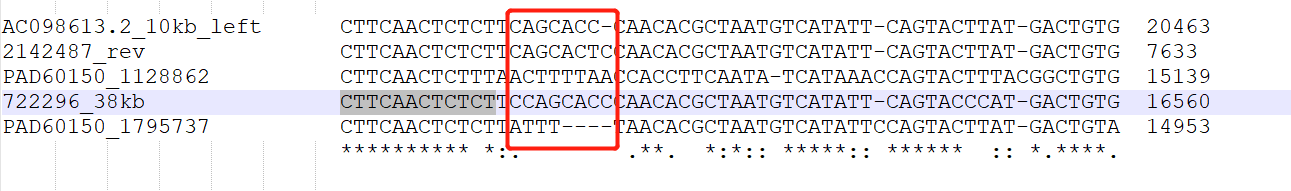 AC098613.2_10kb_left CTTCAACTCTCTTCAGCACC-CAACACGCTAATGTCATATT-CAGTACTTAT-GACTGTG 20463
2142487_rev CTTCAACTCTCTTCAGCACTCCAACACGCTAATGTCATATT-CAGTACTTAT-GACTGTG 7633
PAD60150_1128862 CTTCAACTCTTTAACTTTTAACCACCTTCAATA-TCATAAACCAGTACTTTACGGCTGTG 15139
722296_38kb CTTCAACTCTCTTCCAGCACCCAACACGCTAATGTCATATT-CAGTACCCAT-GACTGTG 16560
PAD60150_1795737 CTTCAACTCTCTTATTT----TAACACGCTAATGTCATATTCCAGTACTTAT-GACTGTA 14953
********** *:. .**. *:*:: *****:: ****** :: *.****.